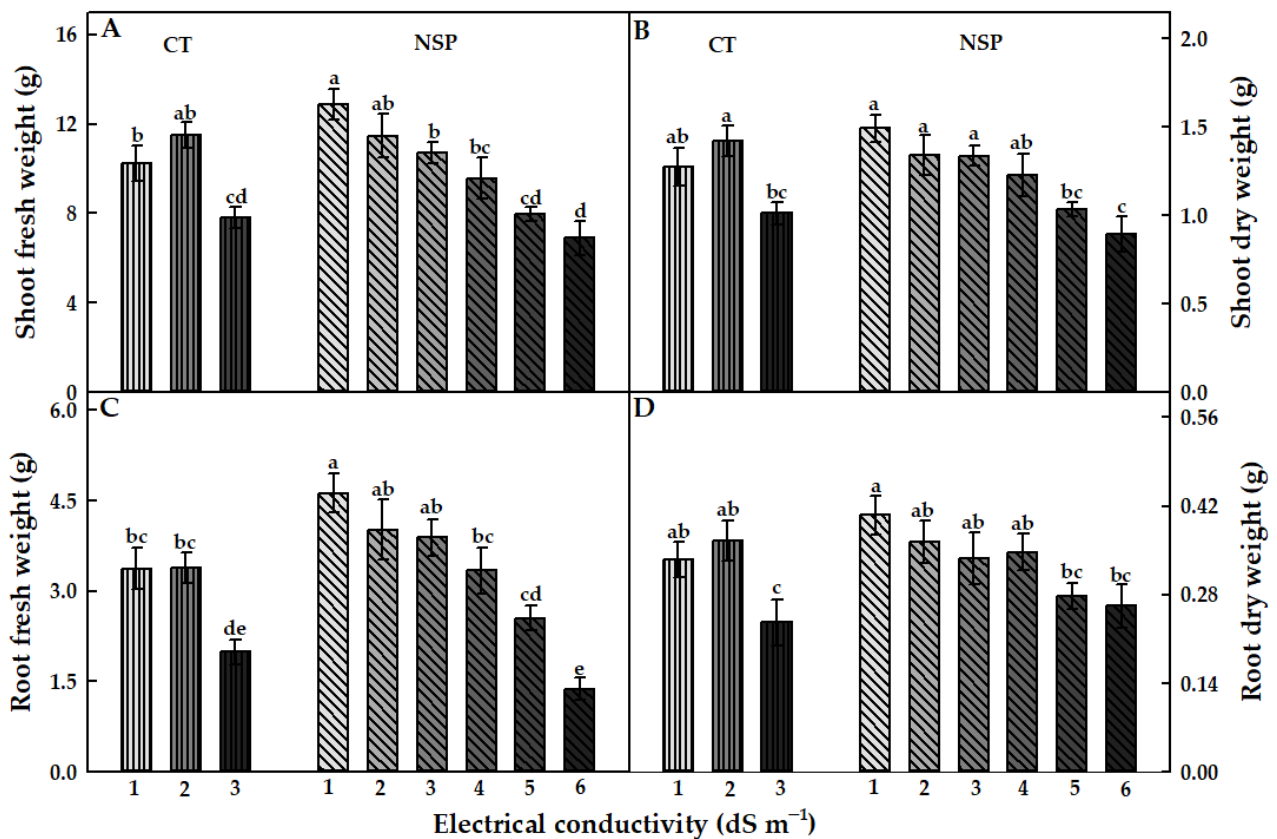 A
CT
NSP
B
CT
NSP
16
12
8
4
0
Shoot fresh weight (g)
b
ab
cd
a
ab
b
bc
cd
d
ab
a
bc
a
a
a
ab
bc
c
2.0
1.5
1.0
0.5
0.0
Shoot dry weight (g)
C
D
6.0
4.5
3.0
1.5
0.0
Root fresh weight (g)
bc
bc
de
a
ab
ab
bc
cd
e
ab
ab
c
a
ab
ab
ab
bc
bc
0.56
0.42
0.28
0.14
0.00
Root dry weight (g)
1 2 3 1 2 3 4 5 6 1 2 3 1 2 3 4 5 6
Electrical conductivity (dS m⁻¹)